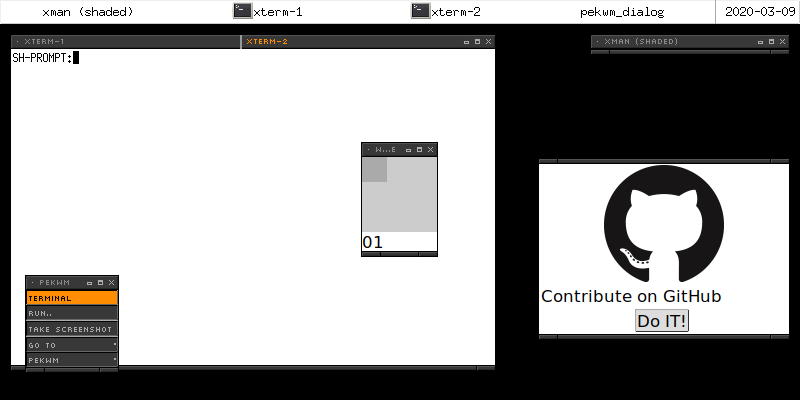 xman (shaded) xterm-1 xterm-2 pekwm_dialog 2020-03-09
XTERM-1 XTERM-2
XMAN (SHADED)
SH-PROMPT:
W...E
01
Contribute on GitHub
Do IT!
PEKWM
TERMINAL
RUN..
TAKE SCREENSHOT
GO TO
PEKWM